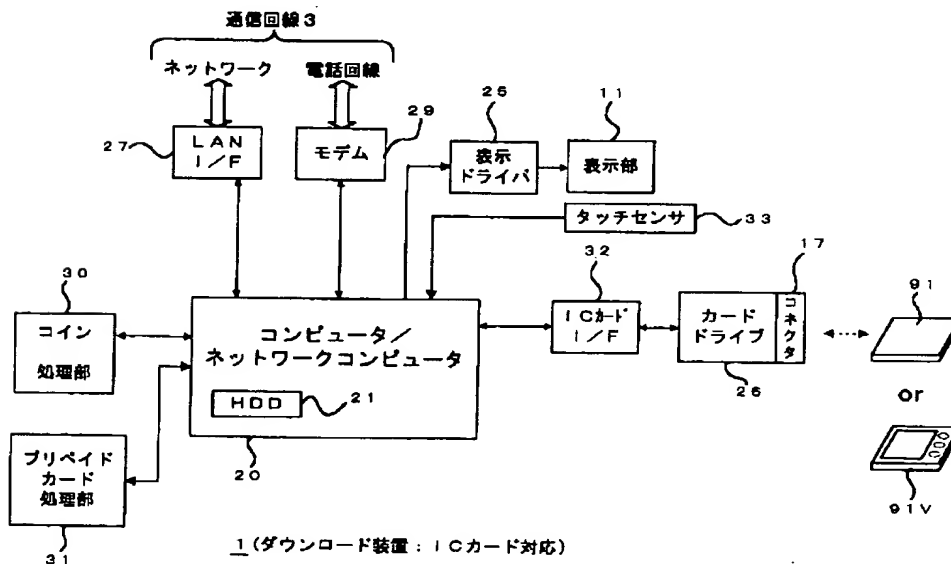 通信回線3
ネットワーク
電話回線
27
LAN
I/F
モデム
29
25
表示
ドライバ
11
表示部
タッチセンサ
33
30
コイン
処理部
コンピュータ/
ネットワークコンピュータ
HDD
21
20
32
ICカード
I/F
17
カード
ドライブ
コネクタ
26
91
or
91V
プリペイド
カード
処理部
31
1(ダウンロード装置:ICカード対応)